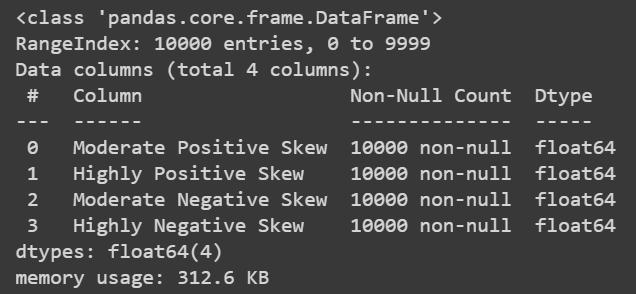 <class 'pandas.core.frame.DataFrame'>
RangeIndex: 10000 entries, 0 to 9999
Data columns (total 4 columns):
 #   Column                  Non-Null Count  Dtype
---  ------                  --------------  -----
 0   Moderate Positive Skew  10000 non-null  float64
 1   Highly Positive Skew    10000 non-null  float64
 2   Moderate Negative Skew  10000 non-null  float64
 3   Highly Negative Skew    10000 non-null  float64
dtypes: float64(4)
memory usage: 312.6 KB